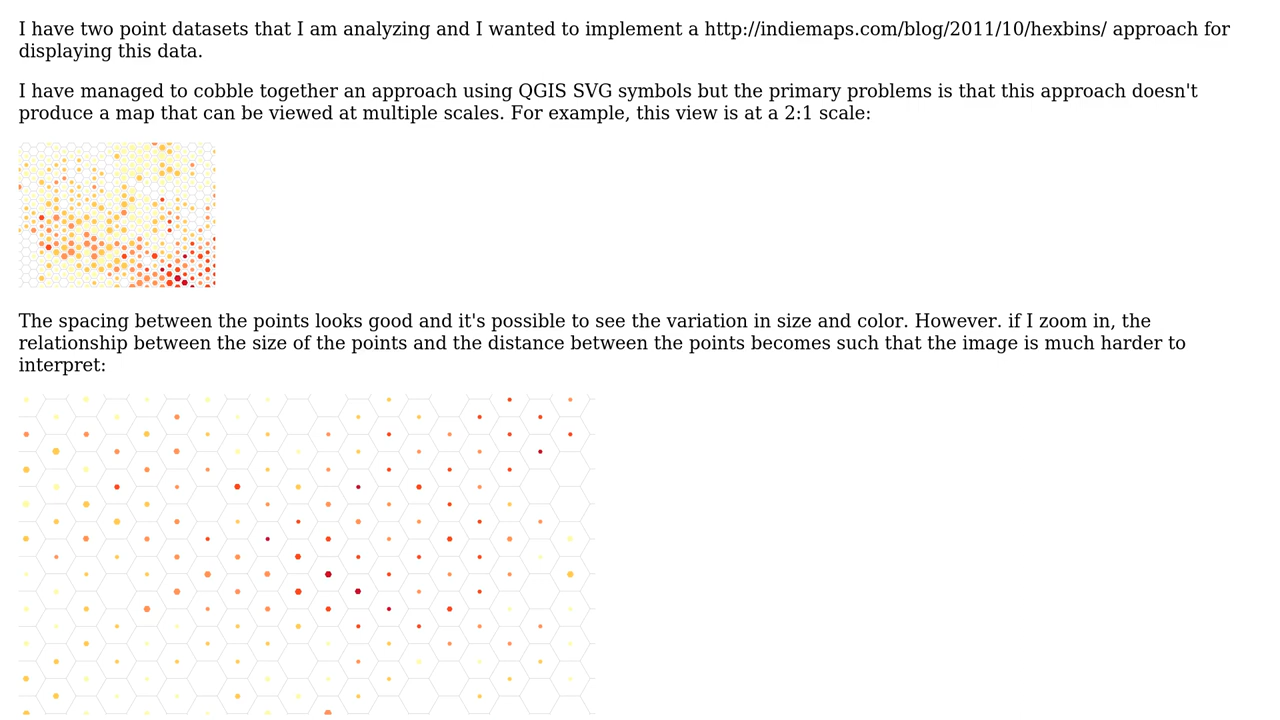 I have two point datasets that I am analyzing and I wanted to implement a http://indiemaps.com/blog/2011/10/hexbins/ approach for
displaying this data.
I have managed to cobble together an approach using QGIS SVG symbols but the primary problems is that this approach doesn't
produce a map that can be viewed at multiple scales. For example, this view is at a 2:1 scale:
The spacing between the points looks good and it's possible to see the variation in size and color. However. if I zoom in, the
relationship between the size of the points and the distance between the points becomes such that the image is much harder to
interpret: